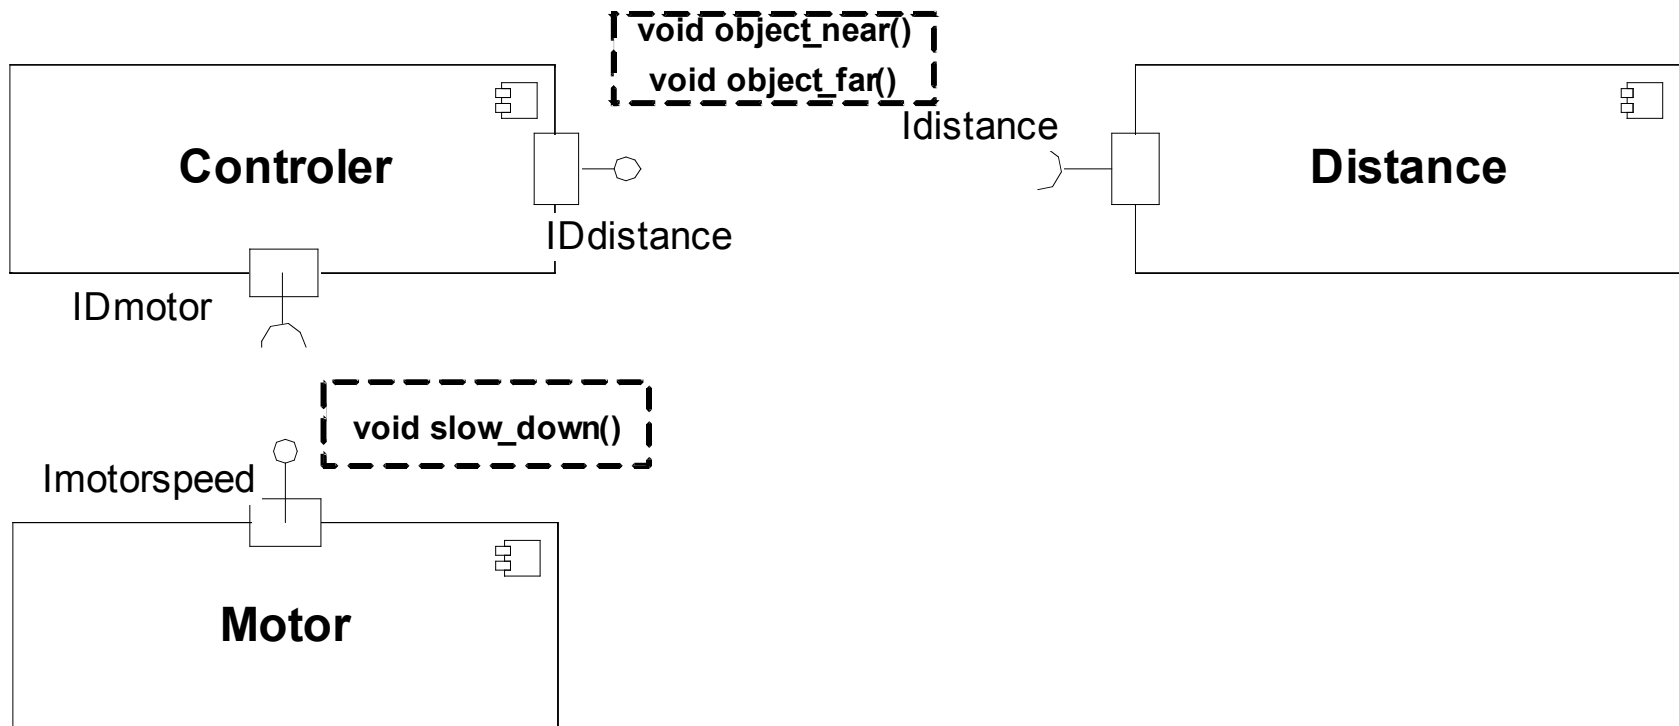 void object_near()
void object_far()
Idistance
Controler
Distance
IDdistance
IDmotor
void slow_down()
Imotorspeed
Motor